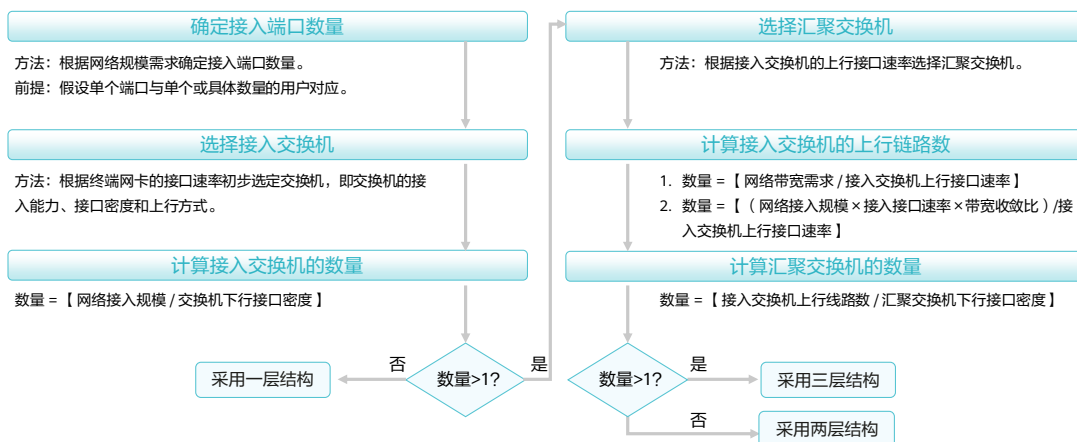 确定接入端口数量
方法：根据网络规模需求确定接入端口数量。
前提：假设单个端口与单个或具体数量的用户对应。
选择接入交换机
方法：根据终端网卡的接口速率初步选定交换机，即交换机的接
入能力、接口密度和上行方式。
计算接入交换机的数量
数量 =【 网络接入规模 / 交换机下行接口密度 】
数量>1?
否
采用一层结构
是
选择汇聚交换机
方法：根据接入交换机的上行接口速率选择汇聚交换机。
计算接入交换机的上行链路数
1. 数量 =【 网络带宽需求 / 接入交换机上行接口速率 】
2. 数量 =【 （ 网络接入规模 × 接入接口速率 × 带宽收敛比 ）/接
入交换机上行接口速率 】
计算汇聚交换机的数量
数量 =【 接入交换机上行线路数 / 汇聚交换机下行接口密度 】
数量>1?
是
采用三层结构
否
采用两层结构